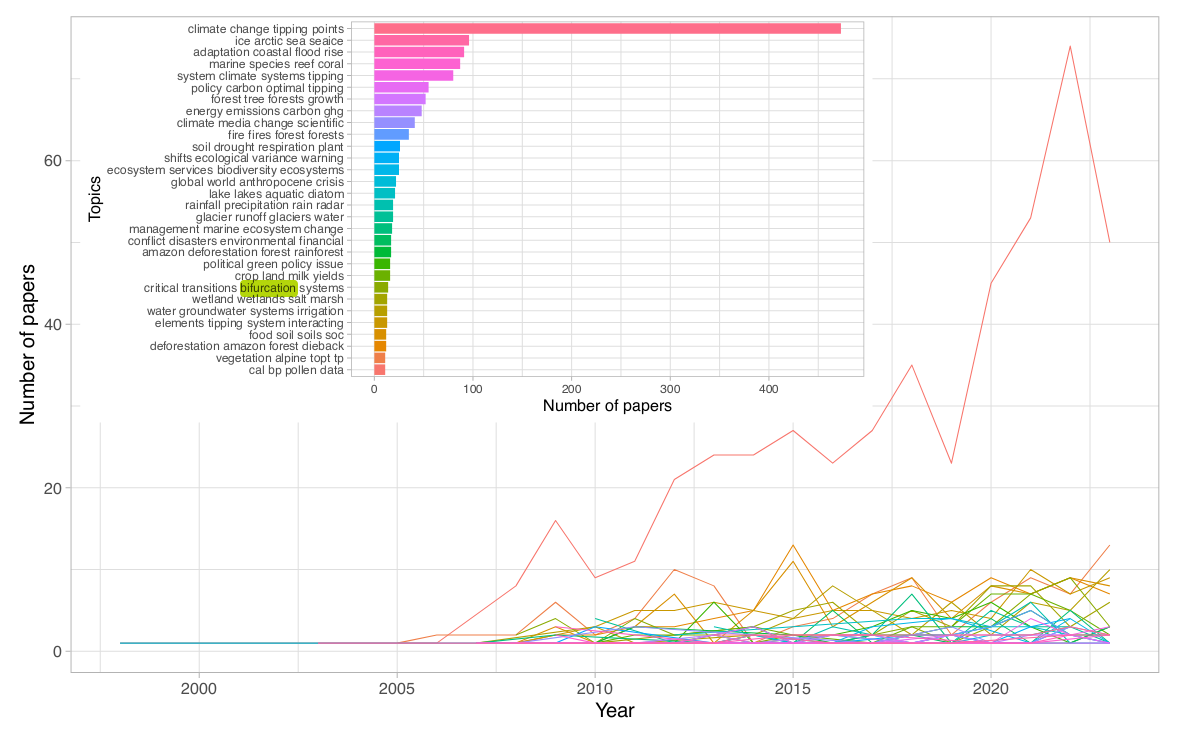 climate change tipping points
ice arctic sea seaice
adaptation coastal flood rise
marine species reef coral
system climate systems tipping
policy carbon optimal tipping
forest tree forests growth
energy emissions carbon ghg
climate media change scientific
fire fires forest forests
soil drought respiration plant
shifts ecological variance warning
ecosystem services biodiversity ecosystems
global world anthropocene crisis
lake lakes aquatic diatom
rainfall precipitation rain radar
glacier runoff glaciers water
management marine ecosystem change
conflict disasters environmental financial
amazon deforestation forest rainforest
political green policy issue
crop land milk yields
critical transitions bifurcation systems
wetland wetlands salt marsh
water groundwater systems irrigation
elements tipping system interacting
food soil soils soc
deforestation amazon forest dieback
vegetation alpine topt tp
cal bp pollen data
Topics
0 100 200 300 400
Number of papers
Number of papers
60
40
20
0
2000 2005 2010 2015 2020
Year